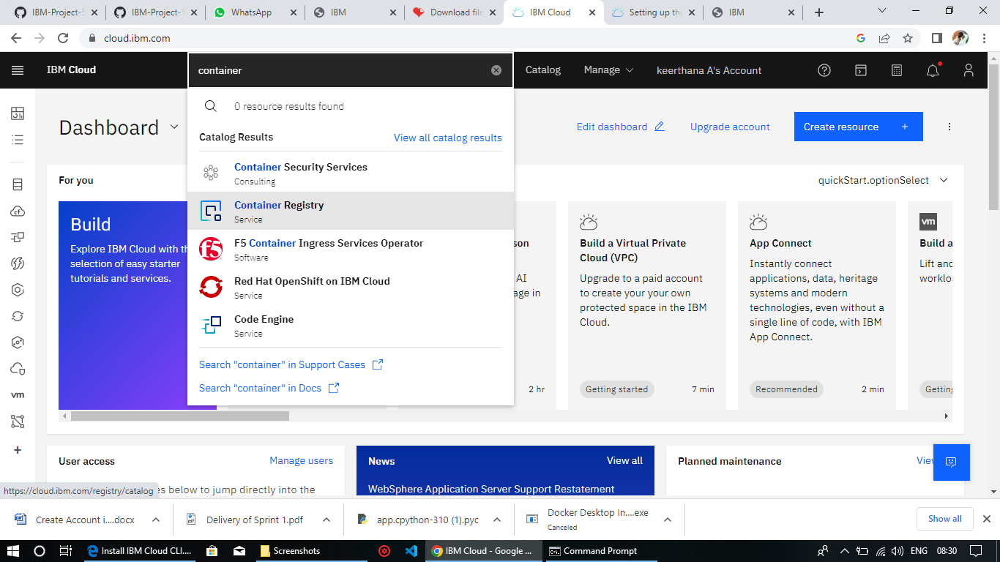 IBM-Project-3
IBM-Project-1
WhatsApp
IBM
Download file
IBM Cloud
Setting up the
IBM
cloud.ibm.com
IBM Cloud
container
Catalog
Manage
keerthana A's Account
0 resource results found
Catalog Results
View all catalog results
Container Security Services
Consulting
Container Registry
Service
F5 Container Ingress Services Operator
Software
Red Hat OpenShift on IBM Cloud
Service
Code Engine
Service
Search "container" in Support Cases
Search "container" in Docs
Dashboard
Edit dashboard
Upgrade account
Create resource +
For you
quickStart.optionSelect
Build
Explore IBM Cloud with th
selection of easy starter
tutorials and services.
son
AI
age in
2 hr
Build a Virtual Private
Cloud (VPC)
Upgrade to a paid account
to create your your own
protected space in the IBM
Cloud.
Getting started
7 min
App Connect
Instantly connect
applications, data, heritage
systems and modern
technologies, even without a
single line of code, with IBM
App Connect.
Recommended
2 min
vm
Build a
Lift and
worklo
Getting
vm
User access
Manage users
es below to jump directly into the
News
View all
WebSphere Application Server Support Restatement
Planned maintenance
View
https://cloud.ibm.com/registry/catalog
Create Account i....docx
Delivery of Sprint 1.pdf
app.cpython-310 (1).pyc
Docker Desktop In....exe
Canceled
Show all
Install IBM Cloud CLI....
Screenshots
IBM Cloud - Google ...
Command Prompt
ENG
08:30